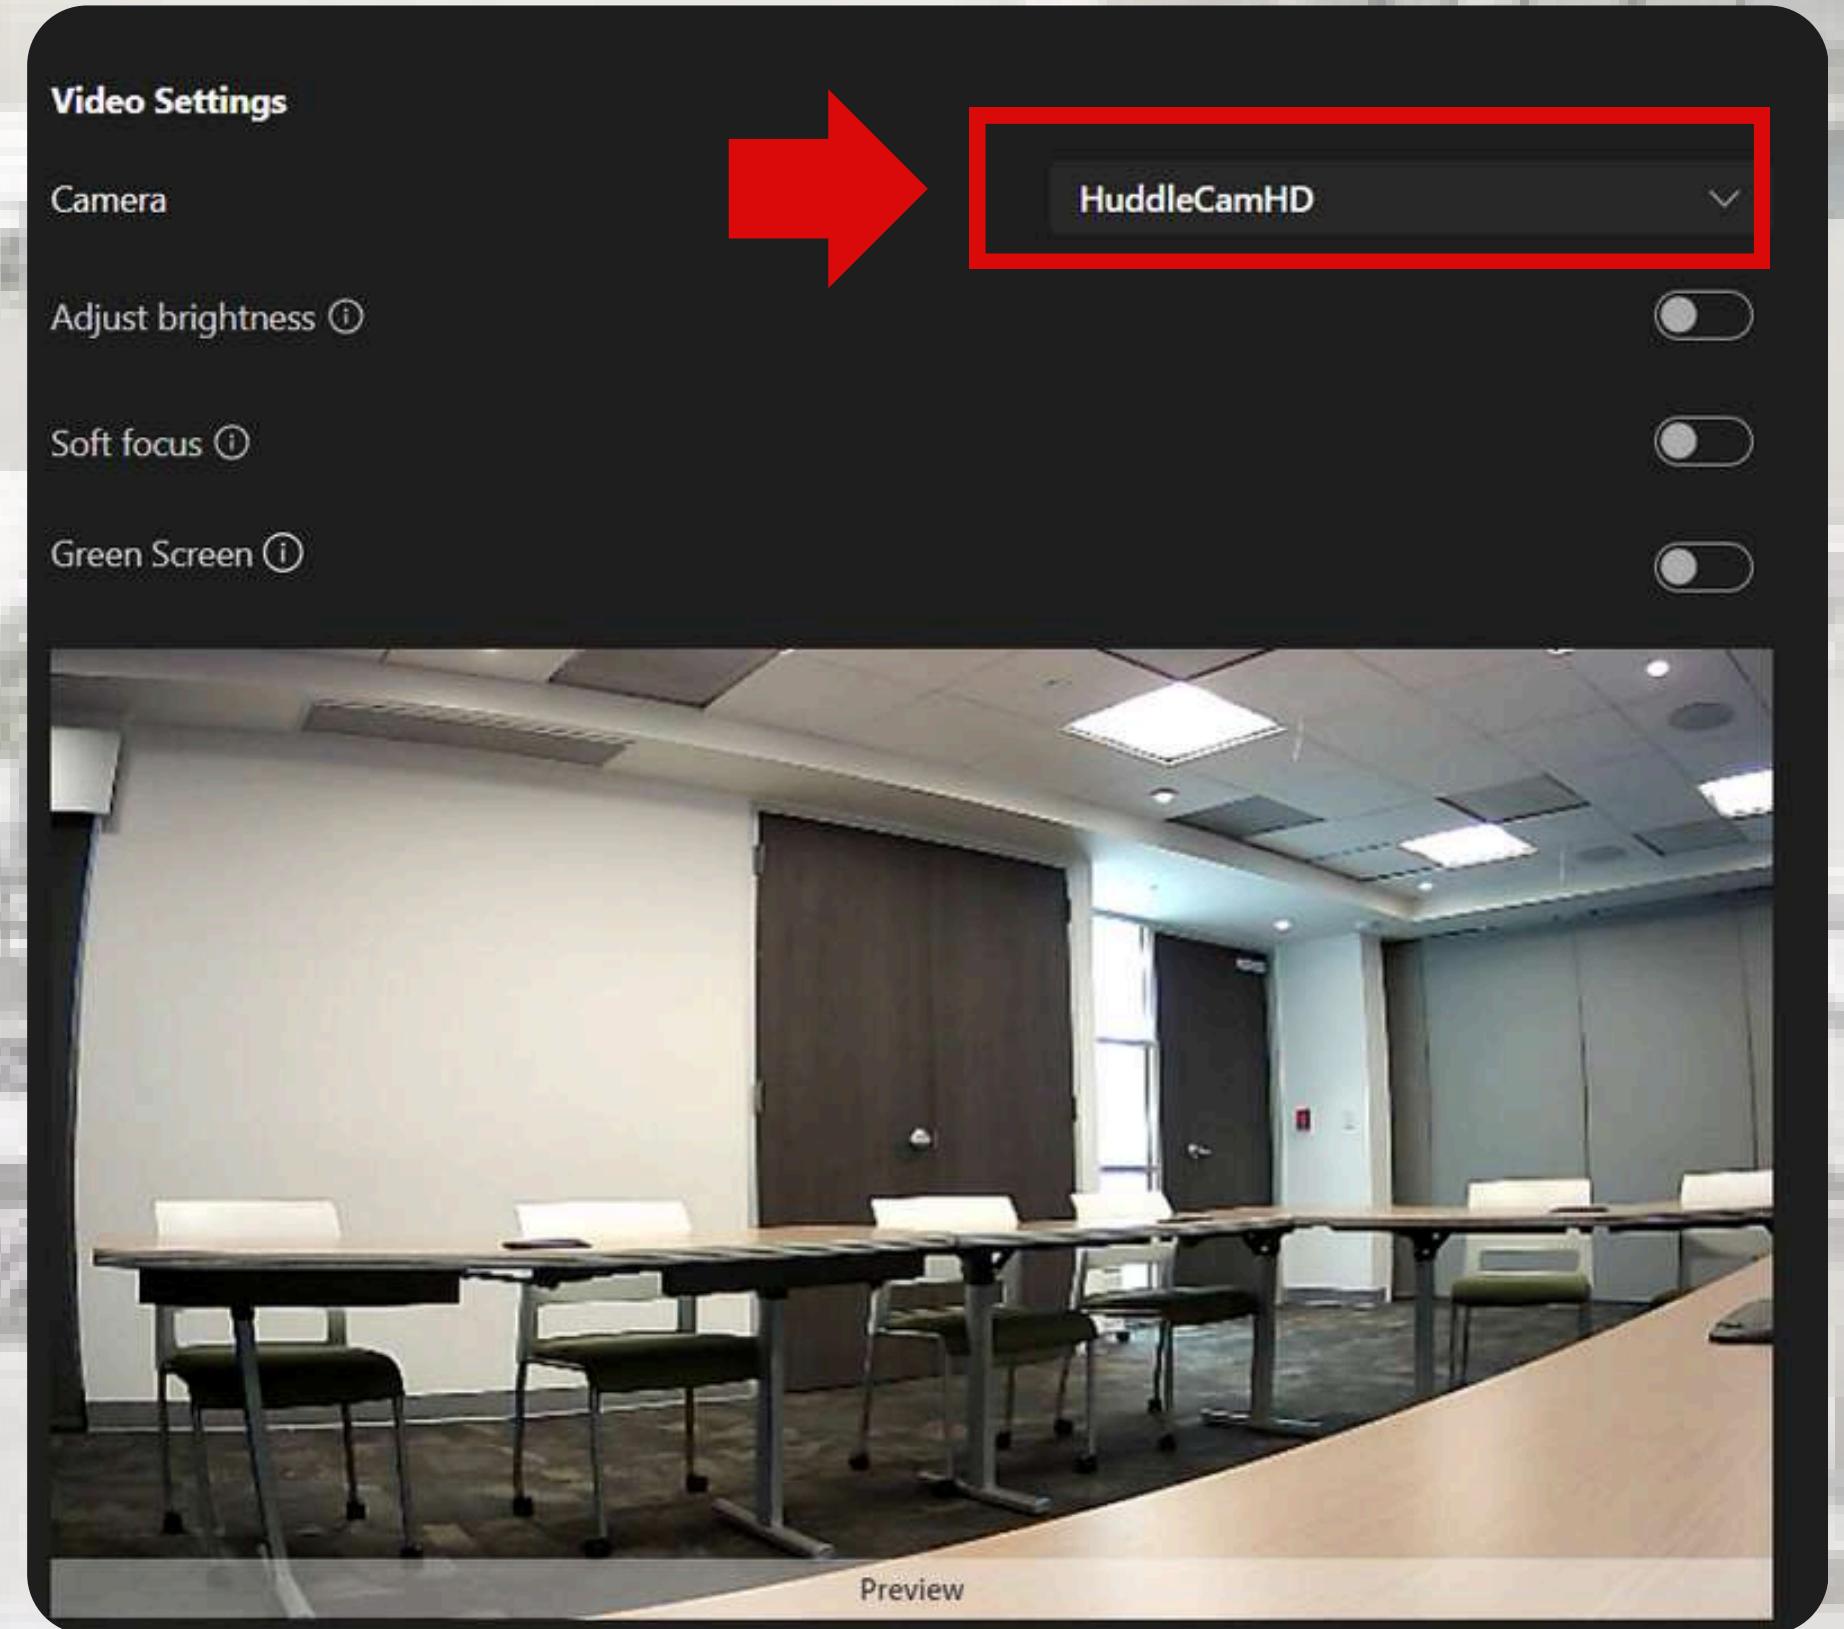 Video Settings
Camera
HuddleCamHD
Adjust brightness
Soft focus
Green Screen
Preview